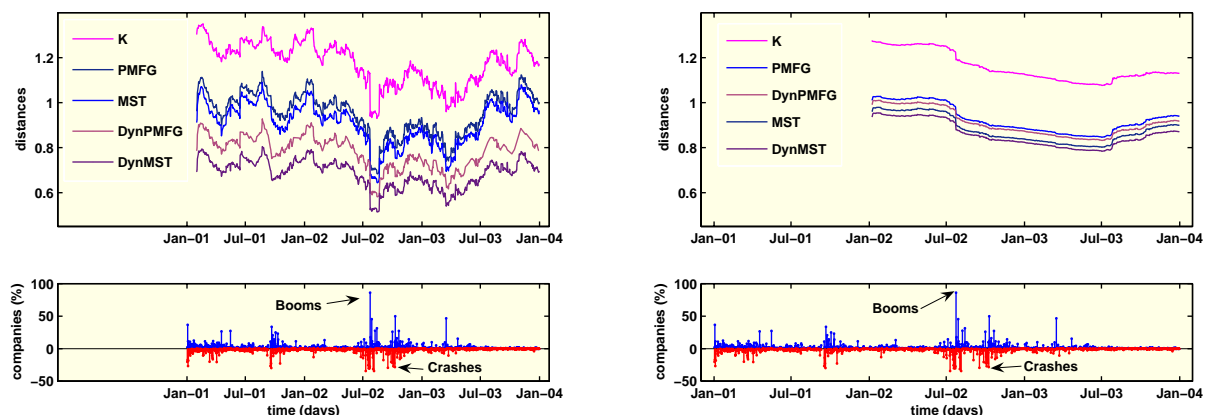 distances
1.2
1
0.8
0.6
K
PMFG
MST
DynPMFG
DynMST
Jan−01 Jul−01 Jan−02 Jul−02 Jan−03 Jul−03 Jan−04
companies (%)
100
50
0
−50
Booms
Crashes
Jan−01 Jul−01 Jan−02 Jul−02 Jan−03 Jul−03 Jan−04
time (days)
distances
1.2
1
0.8
0.6
K
PMFG
DynPMFG
MST
DynMST
Jan−01 Jul−01 Jan−02 Jul−02 Jan−03 Jul−03 Jan−04
companies (%)
100
50
0
−50
Booms
Crashes
Jan−01 Jul−01 Jan−02 Jul−02 Jan−03 Jul−03 Jan−04
time (days)